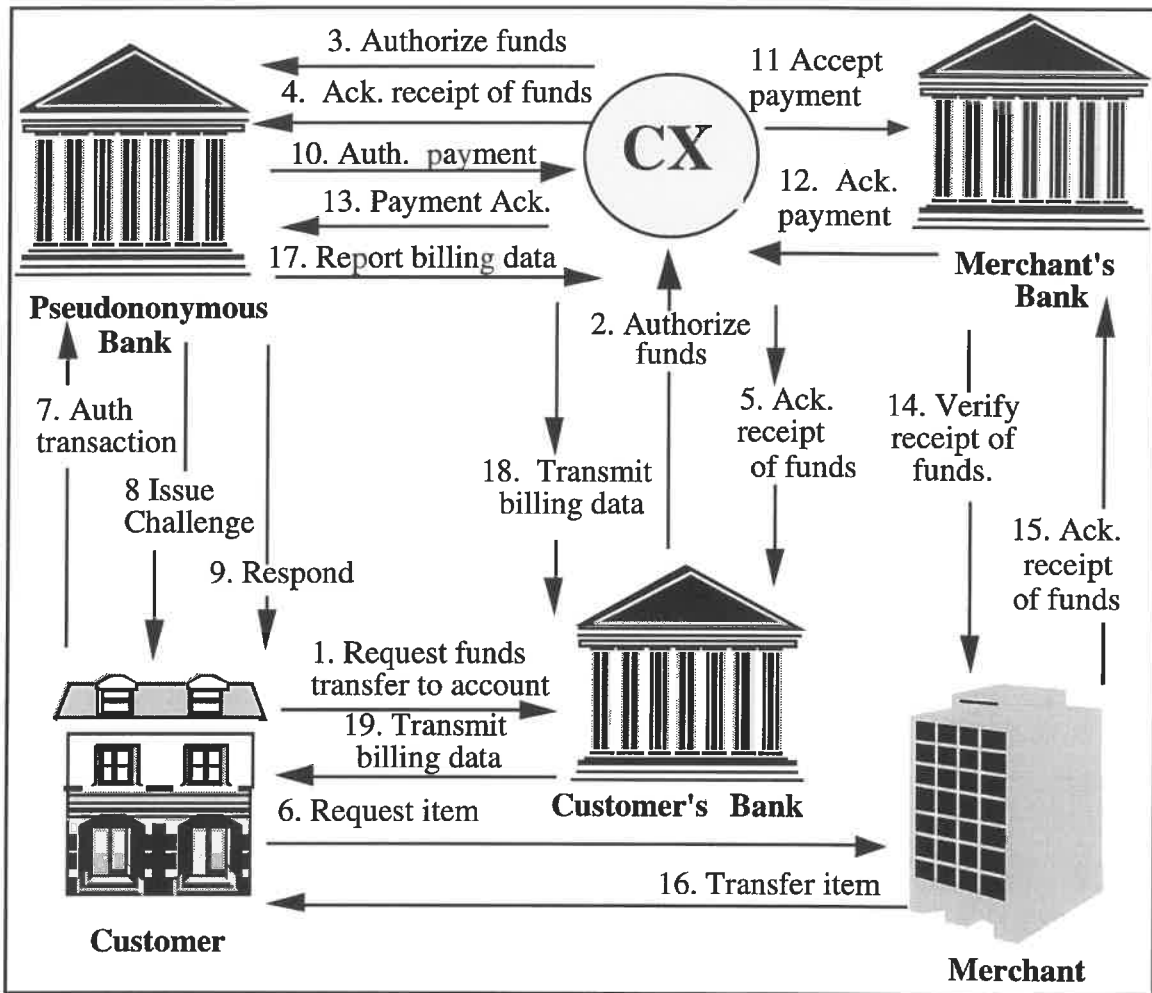 3. Authorize funds
4. Ack. receipt of funds
10. Auth. payment
13. Payment Ack.
17. Report billing data
CX
11 Accept
payment
12. Ack.
payment
Pseudononymous
Bank
Merchant's
Bank
2. Authorize
funds
7. Auth
transaction
5. Ack.
receipt
of funds
14. Verify
receipt of
funds.
18. Transmit
billing data
8 Issue
Challenge
15. Ack.
receipt
of funds
9. Respond
1. Request funds
transfer to account
19. Transmit
billing data
Customer's Bank
6. Request item
16. Transfer item
Customer
Merchant